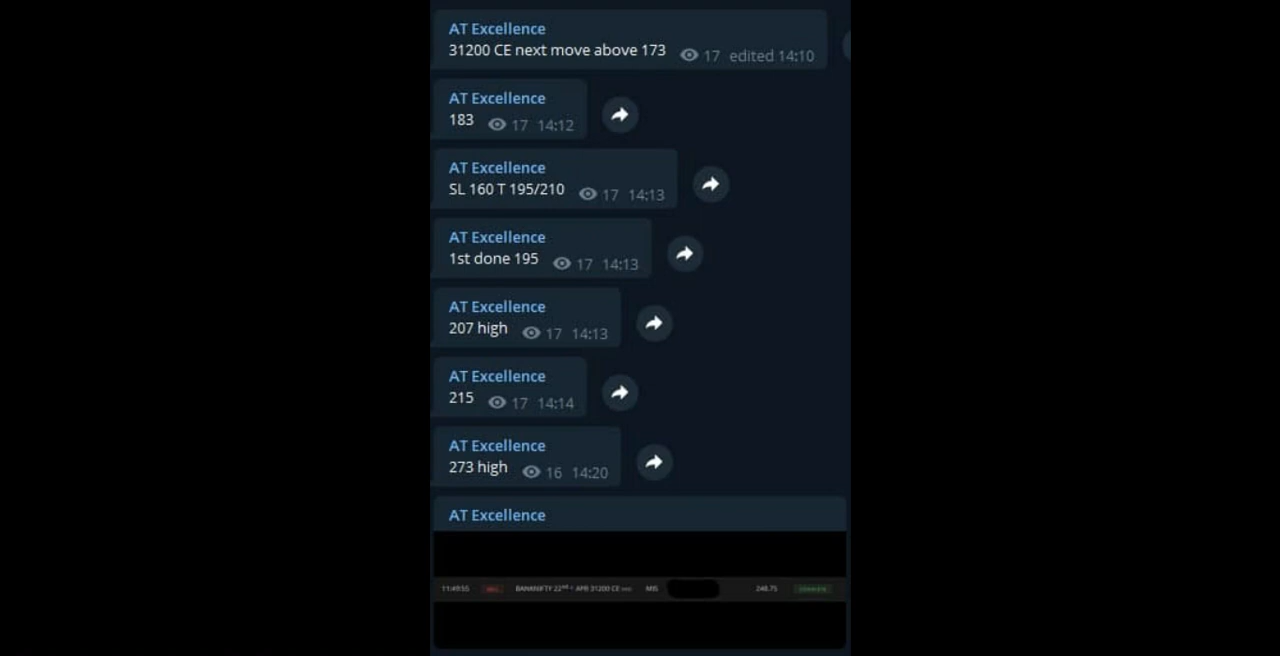 AT Excellence
31200 CE next move above 173 17 edited 14:10
AT Excellence
183 17 14:12
AT Excellence
SL 160 T 195/210 17 14:13
AT Excellence
1st done 195 17 14:13
AT Excellence
207 high 17 14:13
AT Excellence
215 17 14:14
AT Excellence
273 high 16 14:20
AT Excellence
11:49:55 BANKNIFTY 22nd APR 31200 CE MIS 248.75